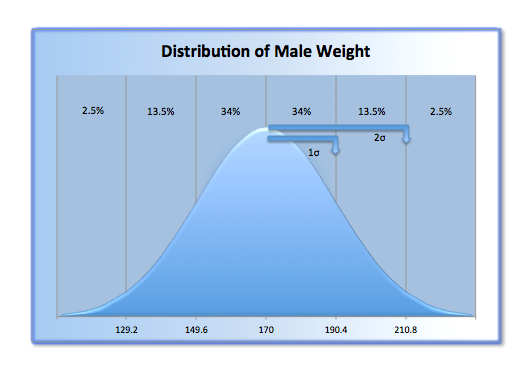 Distribution of Male Weight
2.5% 13.5% 34% 34% 13.5% 2.5%
2σ
1σ
129.2 149.6 170 190.4 210.8